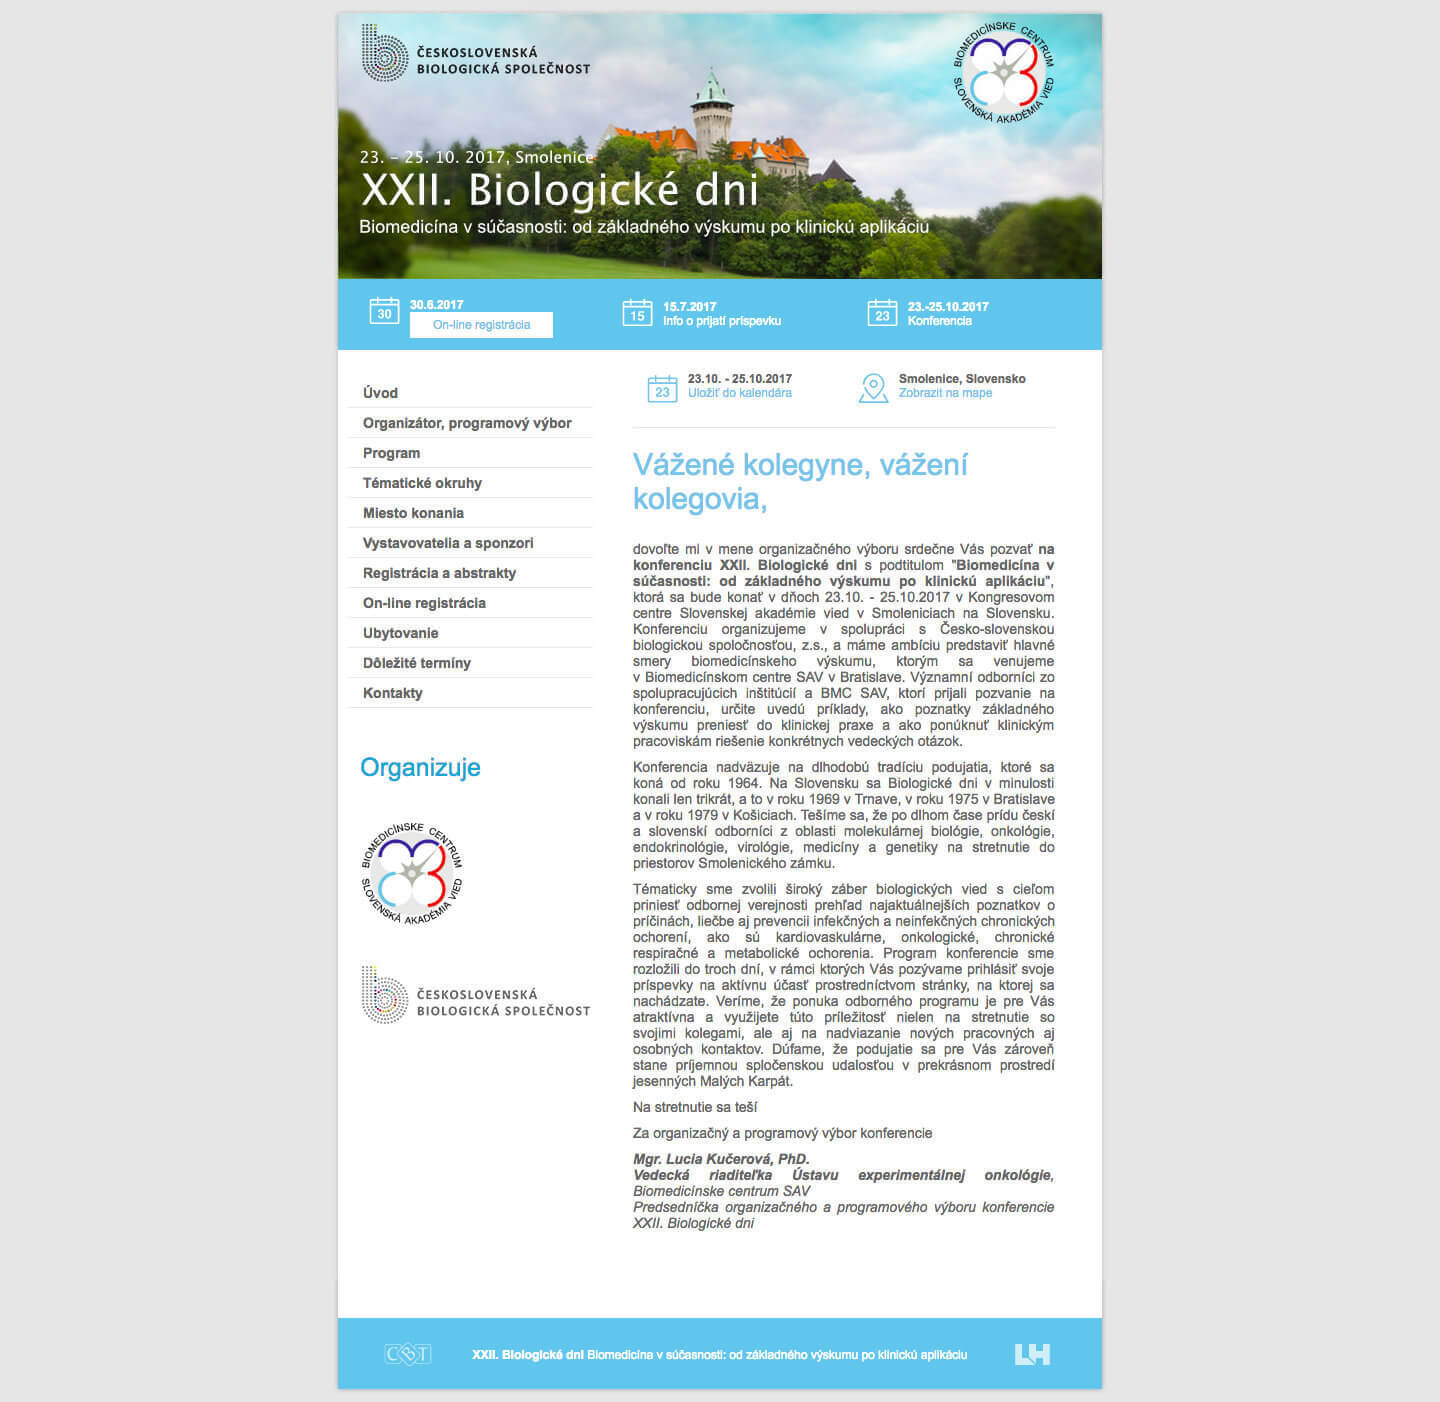 ČESKOSLOVENSKÁ
BIOLOGICKÁ SPOLEČNOST
BIOMEDICÍNSKE CENTRUM
SLOVENSKÁ AKADÉMIA VIED
23. – 25. 10. 2017, Smolenice
XXII. Biologické dni
Biomedicína v súčasnosti: od základného výskumu po klinickú aplikáciu
30
30.6.2017
On-line registrácia
15
15.7.2017
Info o prijatí príspevku
23
23.-25.10.2017
Konferencia
Úvod
Organizátor, programový výbor
Program
Tématické okruhy
Miesto konania
Vystavovatelia a sponzori
Registrácia a abstrakty
On-line registrácia
Ubytovanie
Dôležité termíny
Kontakty
Organizuje
BIOMEDICÍNSKE CENTRUM
SLOVENSKÁ AKADÉMIA VIED
ČESKOSLOVENSKÁ
BIOLOGICKÁ SPOLEČNOST
23
23.10. - 25.10.2017
Uložiť do kalendára
Smolenice, Slovensko
Zobraziť na mape
Vážené kolegyne, vážení
kolegovia,
dovoľte mi v mene organizačného výboru srdečne Vás pozvať na
konferenciu XXII. Biologické dni s podtitulom "Biomedicína v
súčasnosti: od základného výskumu po klinickú aplikáciu",
ktorá sa bude konať v dňoch 23.10. - 25.10.2017 v Kongresovom
centre Slovenskej akadémie vied v Smoleniciach na Slovensku.
Konferenciu organizujeme v spolupráci s Česko-slovenskou
biologickou spoločnosťou, z.s., a máme ambíciu predstaviť hlavné
smery biomedicínskeho výskumu, ktorým sa venujeme
v Biomedicínskom centre SAV v Bratislave. Významní odborníci zo
spolupracujúcich inštitúcií a BMC SAV, ktorí prijali pozvanie na
konferenciu, určite uvedú príklady, ako poznatky základného
výskumu preniesť do klinickej praxe a ako ponúknuť klinickým
pracoviskám riešenie konkrétnych vedeckých otázok.
Konferencia nadväzuje na dlhodobú tradíciu podujatia, ktoré sa
koná od roku 1964. Na Slovensku sa Biologické dni v minulosti
konali len trikrát, a to v roku 1969 v Trnave, v roku 1975 v Bratislave
a v roku 1979 v Košiciach. Tešíme sa, že po dlhom čase prídu českí
a slovenskí odborníci z oblasti molekulárnej biológie, onkológie,
endokrinológie, virológie, medicíny a genetiky na stretnutie do
priestorov Smolenického zámku.
Tématicky sme zvolili široký záber biologických vied s cieľom
priniesť odbornej verejnosti prehľad najaktuálnejších poznatkov o
príčinách, liečbe aj prevencii infekčných a neinfekčných chronických
ochorení, ako sú kardiovaskulárne, onkologické, chronické
respiračné a metabolické ochorenia. Program konferencie sme
rozložili do troch dní, v rámci ktorých Vás pozývame prihlásiť svoje
príspevky na aktívnu účasť prostredníctvom stránky, na ktorej sa
nachádzate. Veríme, že ponuka odborného programu je pre Vás
atraktívna a využijete túto príležitosť nielen na stretnutie so
svojimi kolegami, ale aj na nadviazanie nových pracovných aj
osobných kontaktov. Dúfame, že podujatie sa pre Vás zároveň
stane príjemnou spločenskou udalosťou v prekrásnom prostredí
jesenných Malých Karpát.
Na stretnutie sa teší
Za organizačný a programový výbor konferencie
Mgr. Lucia Kučerová, PhD.
Vedecká riaditeľka Ústavu experimentálnej onkológie,
Biomedicínske centrum SAV
Predsedníčka organizačného a programového výboru konferencie
XXII. Biologické dni
CBT
XXII. Biologické dni Biomedicína v súčasnosti: od základného výskumu po klinickú aplikáciu
LH